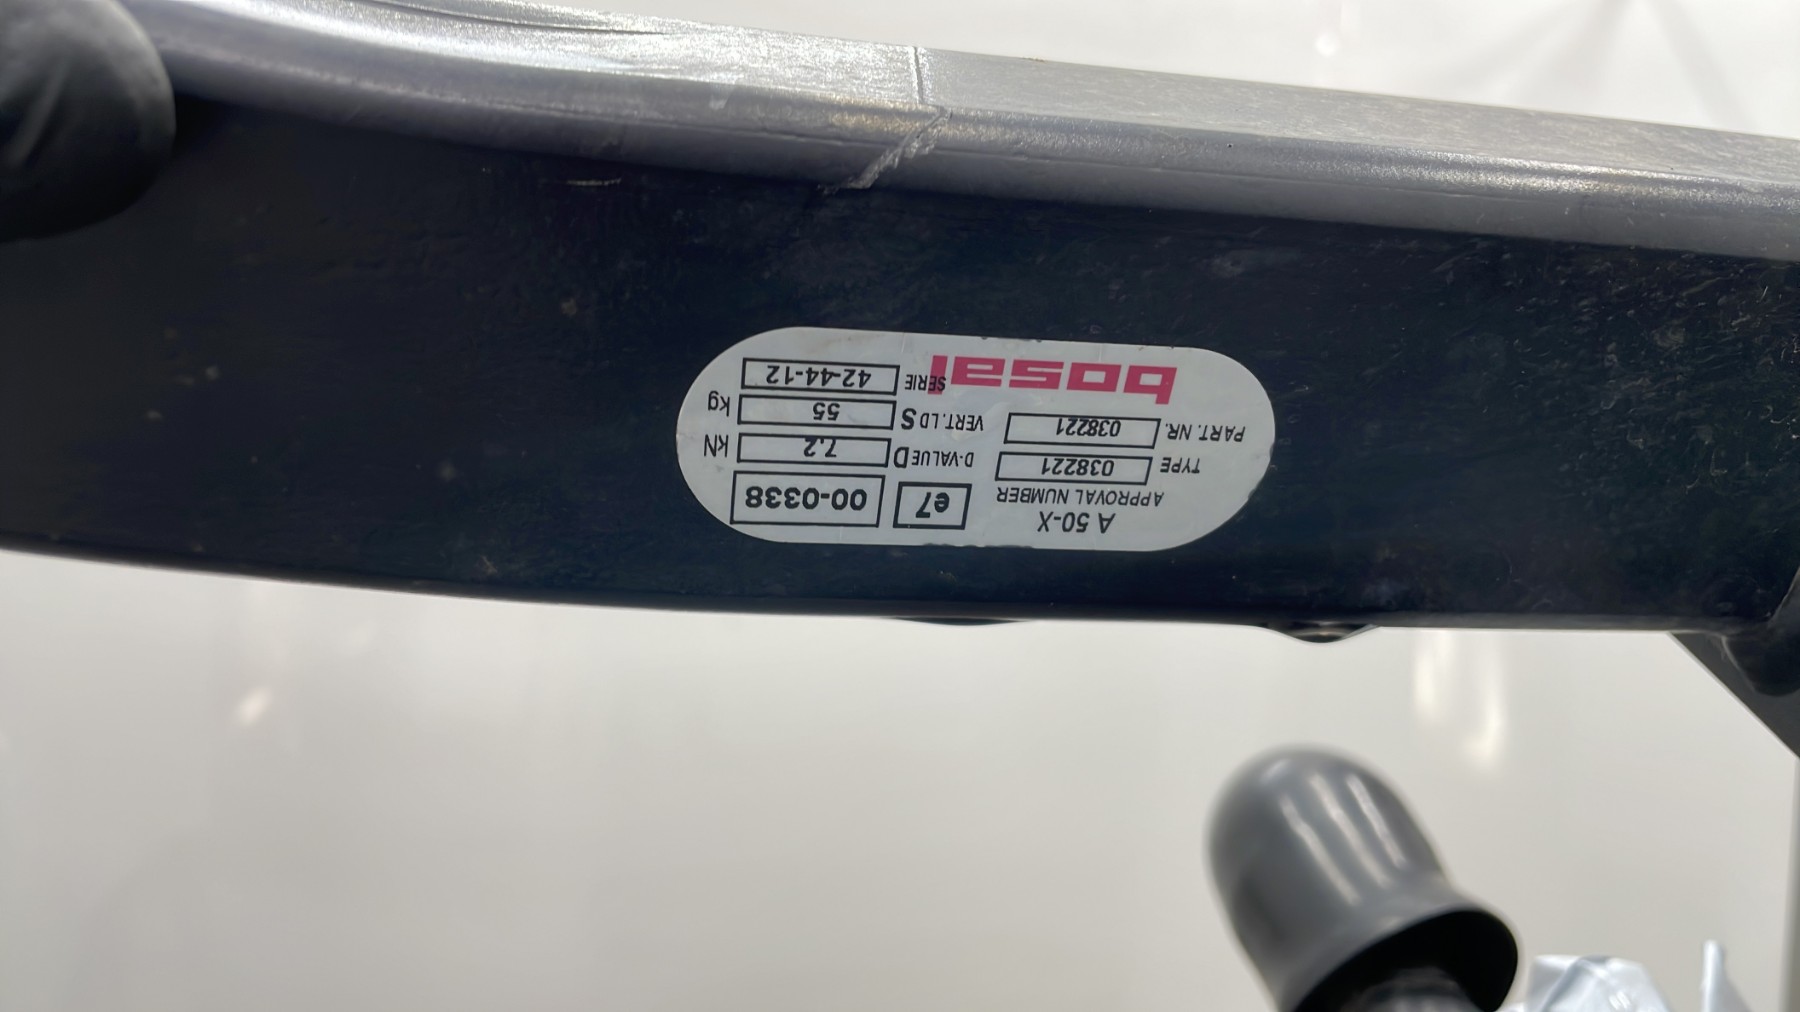 A 50-X
APPROVAL NUMBER e7 00-0338
TYPE 038221 D-VALUE D 7.2 kN
PART. NR. 038221 VERT. LD S 55 kg
bosal SERIE 42-44-12